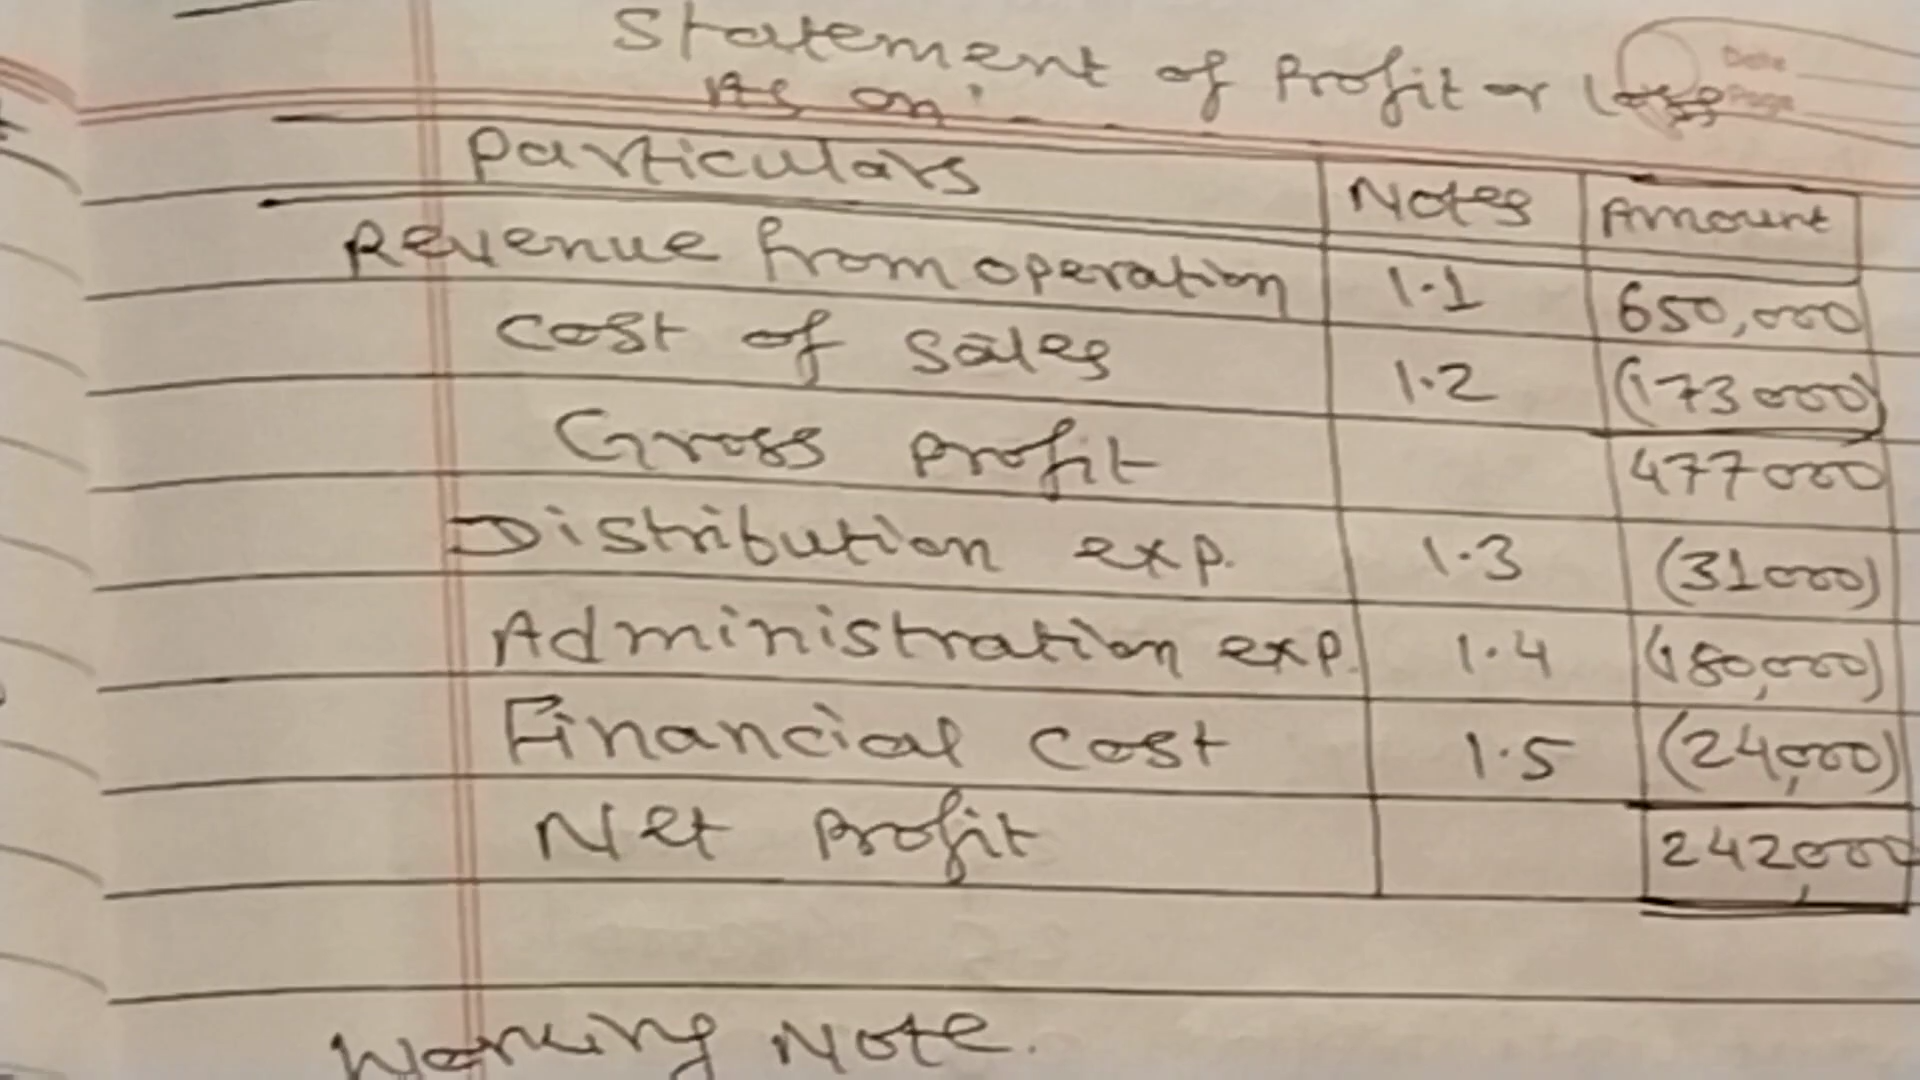 Statement of Profit or loss
As on
Date
Page
Particulars Notes Amount
Revenue from operation 1.1 650,000
Cost of sales 1.2 (173000)
Gross profit 477000
Distribution exp. 1.3 (31000)
Administration exp. 1.4 (180,000)
Financial cost 1.5 (24,000)
Net Profit 242,000
Working Note.